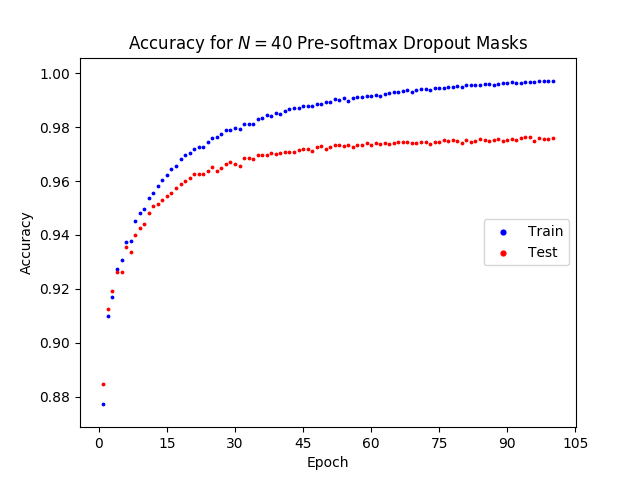 Accuracy for N = 40 Pre-softmax Dropout Masks
1.00
0.98
0.96
0.94
0.92
0.90
0.88
Accuracy
Train
Test
0 15 30 45 60 75 90 105
Epoch